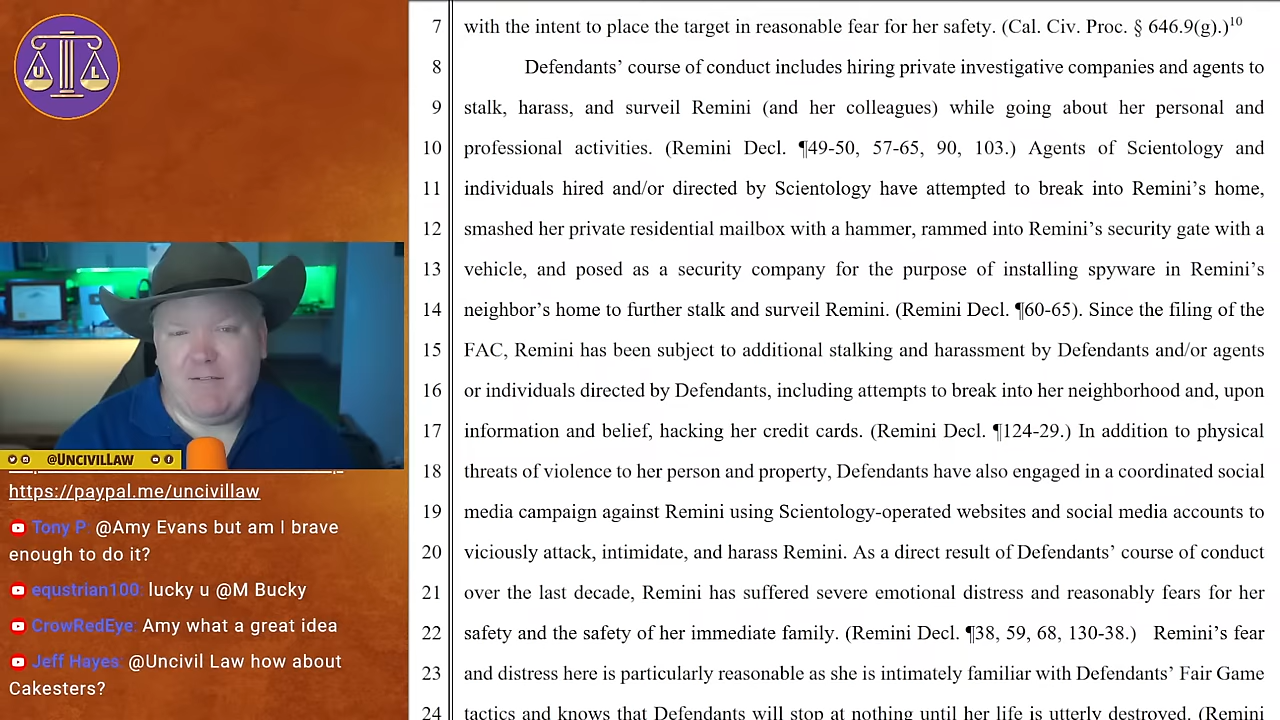 U L
@UNCIVILLAW
https://paypal.me/uncivillaw
Tony P: @Amy Evans but am I brave
enough to do it?
equstrian100: lucky u @M Bucky
CrowRedEye: Amy what a great idea
Jeff Hayes: @Uncivil Law how about
Cakesters?
7 with the intent to place the target in reasonable fear for her safety. (Cal. Civ. Proc. § 646.9(g).)10
8 Defendants’ course of conduct includes hiring private investigative companies and agents to
9 stalk, harass, and surveil Remini (and her colleagues) while going about her personal and
10 professional activities. (Remini Decl. ¶49-50, 57-65, 90, 103.) Agents of Scientology and
11 individuals hired and/or directed by Scientology have attempted to break into Remini’s home,
12 smashed her private residential mailbox with a hammer, rammed into Remini’s security gate with a
13 vehicle, and posed as a security company for the purpose of installing spyware in Remini’s
14 neighbor’s home to further stalk and surveil Remini. (Remini Decl. ¶60-65). Since the filing of the
15 FAC, Remini has been subject to additional stalking and harassment by Defendants and/or agents
16 or individuals directed by Defendants, including attempts to break into her neighborhood and, upon
17 information and belief, hacking her credit cards. (Remini Decl. ¶124-29.) In addition to physical
18 threats of violence to her person and property, Defendants have also engaged in a coordinated social
19 media campaign against Remini using Scientology-operated websites and social media accounts to
20 viciously attack, intimidate, and harass Remini. As a direct result of Defendants’ course of conduct
21 over the last decade, Remini has suffered severe emotional distress and reasonably fears for her
22 safety and the safety of her immediate family. (Remini Decl. ¶38, 59, 68, 130-38.) Remini’s fear
23 and distress here is particularly reasonable as she is intimately familiar with Defendants’ Fair Game
24 tactics and knows that Defendants will stop at nothing until her life is utterly destroyed. (Remini